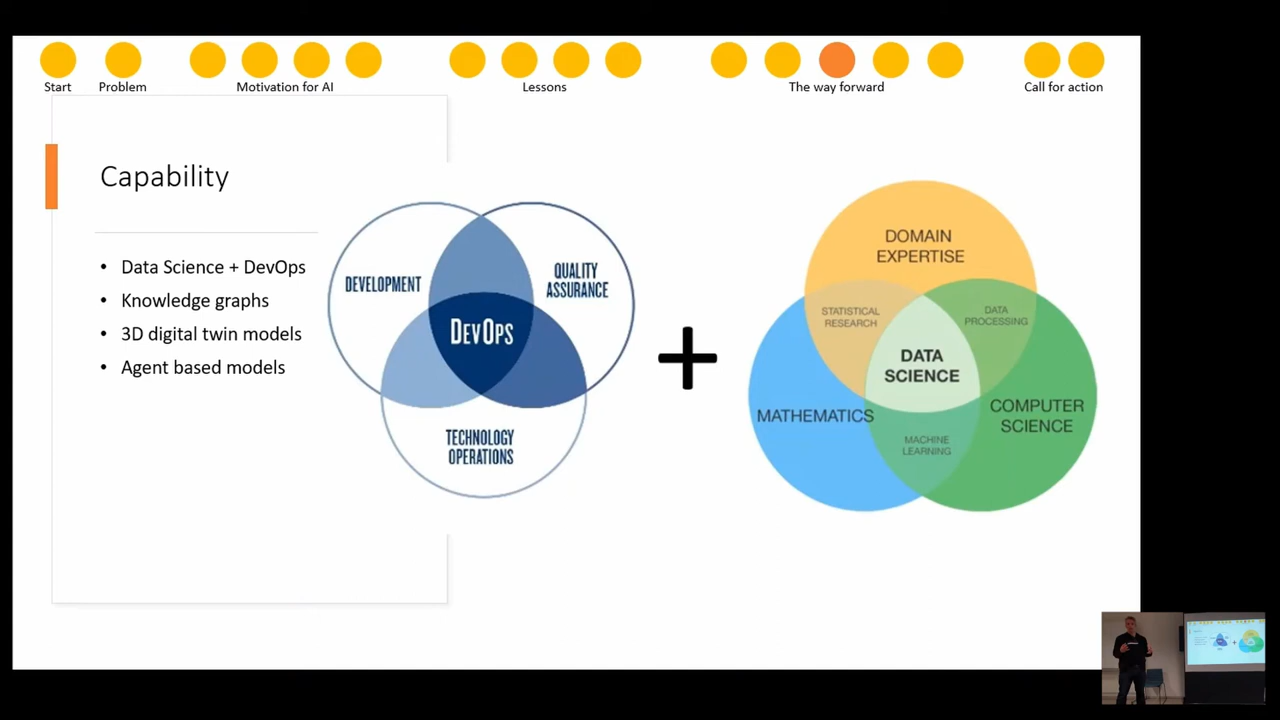 Start
Problem
Motivation for AI
Lessons
The way forward
Call for action
Capability
• Data Science + DevOps
• Knowledge graphs
• 3D digital twin models
• Agent based models
DEVELOPMENT
QUALITY
ASSURANCE
DEVOPS
TECHNOLOGY
OPERATIONS
+
DOMAIN
EXPERTISE
STATISTICAL
RESEARCH
DATA
PROCESSING
DATA
SCIENCE
MATHEMATICS
COMPUTER
SCIENCE
MACHINE
LEARNING